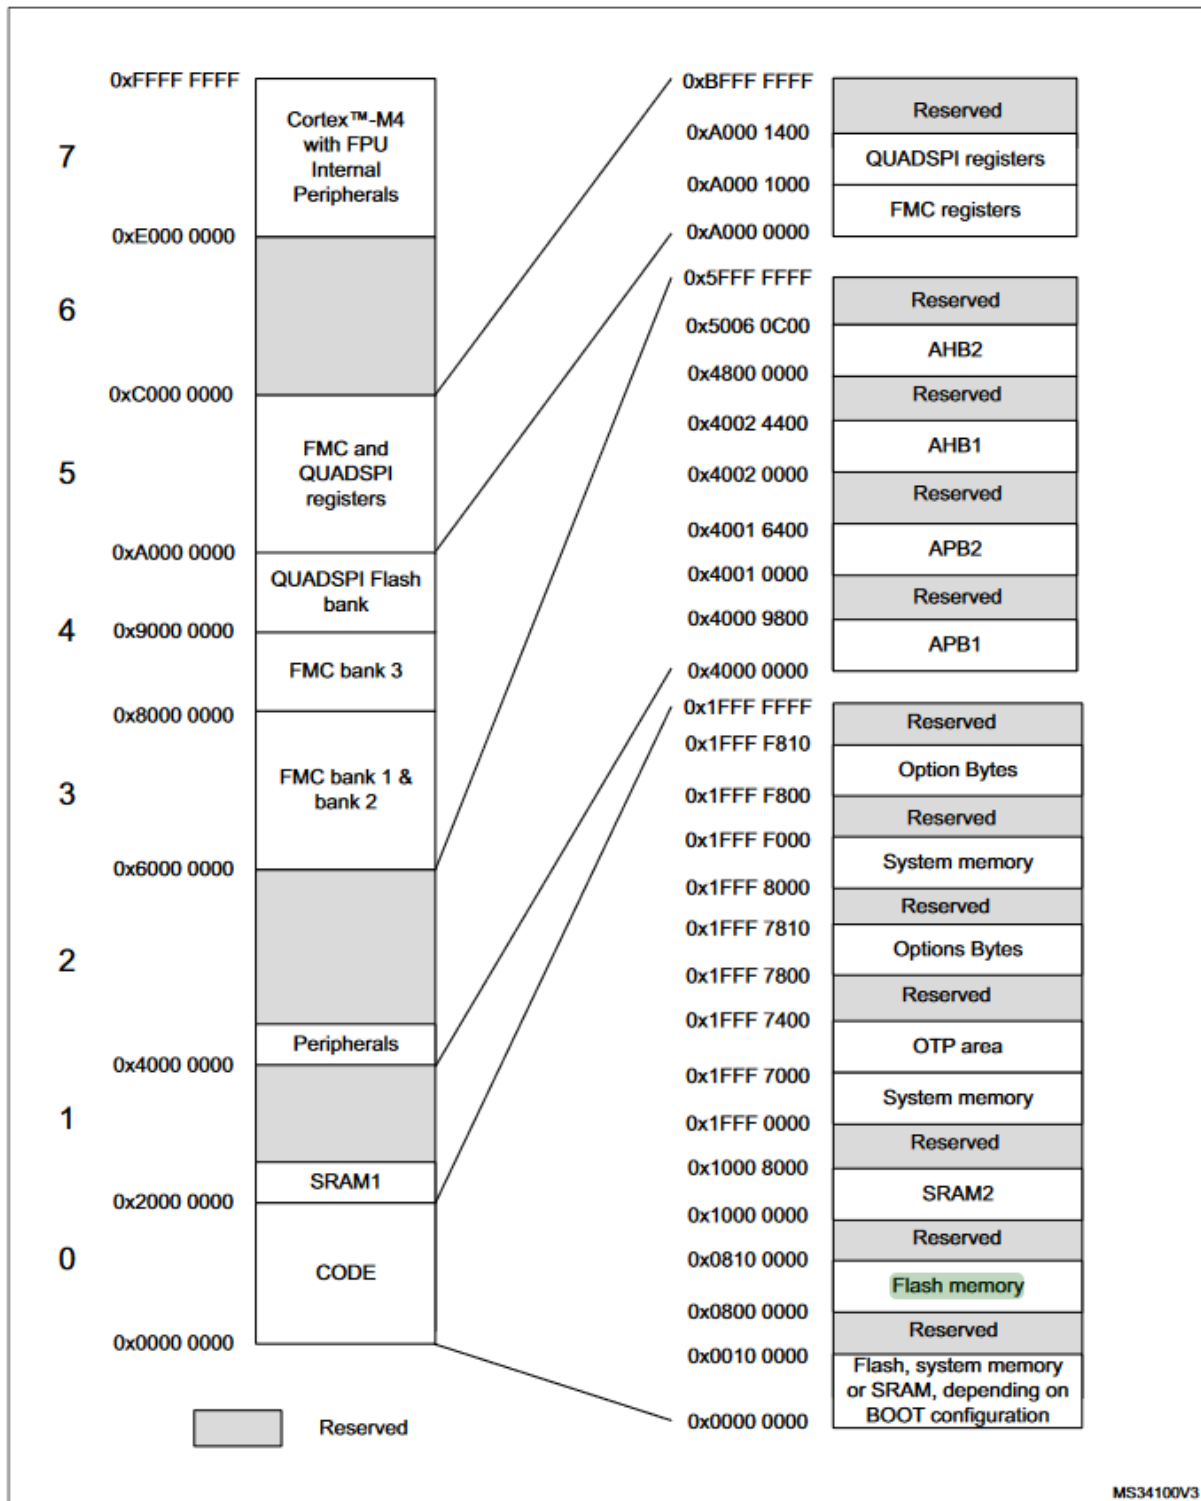 0xFFFF FFFF
Cortex™-M4
with FPU
Internal
Peripherals
7
0xE000 0000
6
0xC000 0000
FMC and
QUADSPI
registers
5
0xA000 0000
QUADSPI Flash
bank
4
0x9000 0000
FMC bank 3
0x8000 0000
FMC bank 1 &
bank 2
3
0x6000 0000
2
Peripherals
0x4000 0000
1
SRAM1
0x2000 0000
0
CODE
0x0000 0000
Reserved
0xBFFF FFFF
Reserved
0xA000 1400
QUADSPI registers
0xA000 1000
FMC registers
0xA000 0000
0x5FFF FFFF
Reserved
0x5006 0C00
AHB2
0x4800 0000
Reserved
0x4002 4400
AHB1
0x4002 0000
Reserved
0x4001 6400
APB2
0x4001 0000
Reserved
0x4000 9800
APB1
0x4000 0000
0x1FFF FFFF
Reserved
0x1FFF F810
Option Bytes
0x1FFF F800
Reserved
0x1FFF F000
System memory
0x1FFF 8000
Reserved
0x1FFF 7810
Options Bytes
0x1FFF 7800
Reserved
0x1FFF 7400
OTP area
0x1FFF 7000
System memory
0x1FFF 0000
Reserved
0x1000 8000
SRAM2
0x1000 0000
Reserved
0x0810 0000
Flash memory
0x0800 0000
Reserved
0x0010 0000
Flash, system memory
or SRAM, depending on
BOOT configuration
0x0000 0000
MS34100V3